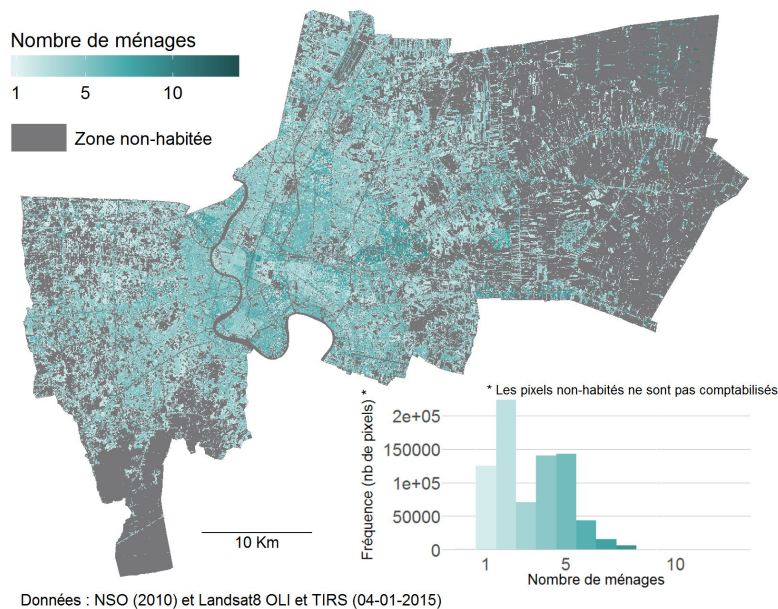 Nombre de ménages
1 5 10
Zone non-habitée
* Les pixels non-habités ne sont pas comptabilisés
Fréquence (nb de pixels) *
2e+05
150000
1e+05
50000
0
1 5 10
Nombre de ménages
10 Km
Données : NSO (2010) et Landsat8 OLI et TIRS (04-01-2015)